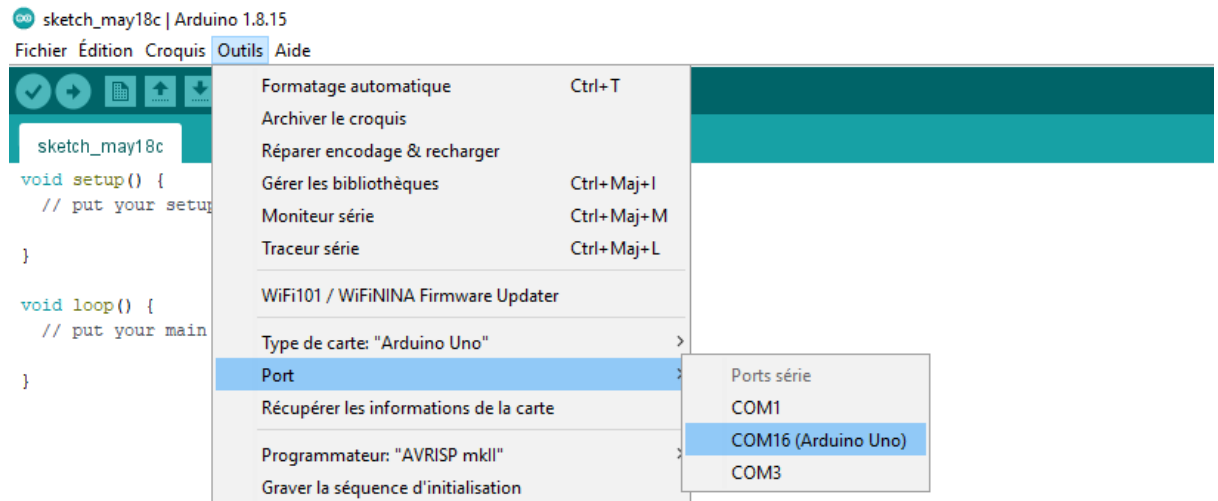 sketch_may18c | Arduino 1.8.15
Fichier Édition Croquis Outils Aide
Formatage automatique Ctrl+T
Archiver le croquis
sketch_may18c
Réparer encodage & recharger
void setup() {
Gérer les bibliothèques Ctrl+Maj+I
// put your setup
Moniteur série Ctrl+Maj+M
}
Traceur série Ctrl+Maj+L
WiFi101 / WiFiNINA Firmware Updater
void loop() {
// put your main
Type de carte: "Arduino Uno"
}
Port
Ports série
Récupérer les informations de la carte
COM1
COM16 (Arduino Uno)
Programmateur: "AVRISP mkII"
COM3
Graver la séquence d'initialisation